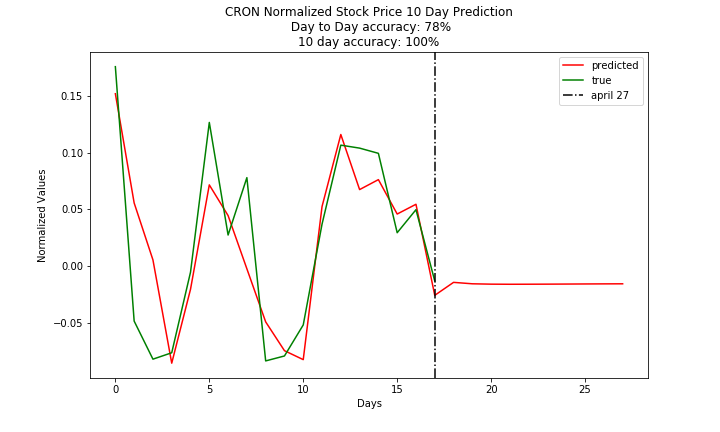 CRON Normalized Stock Price 10 Day Prediction
Day to Day accuracy: 78%
10 day accuracy: 100%
predicted
true
april 27
0.15
0.10
0.05
0.00
−0.05
Normalized Values
0 5 10 15 20 25
Days